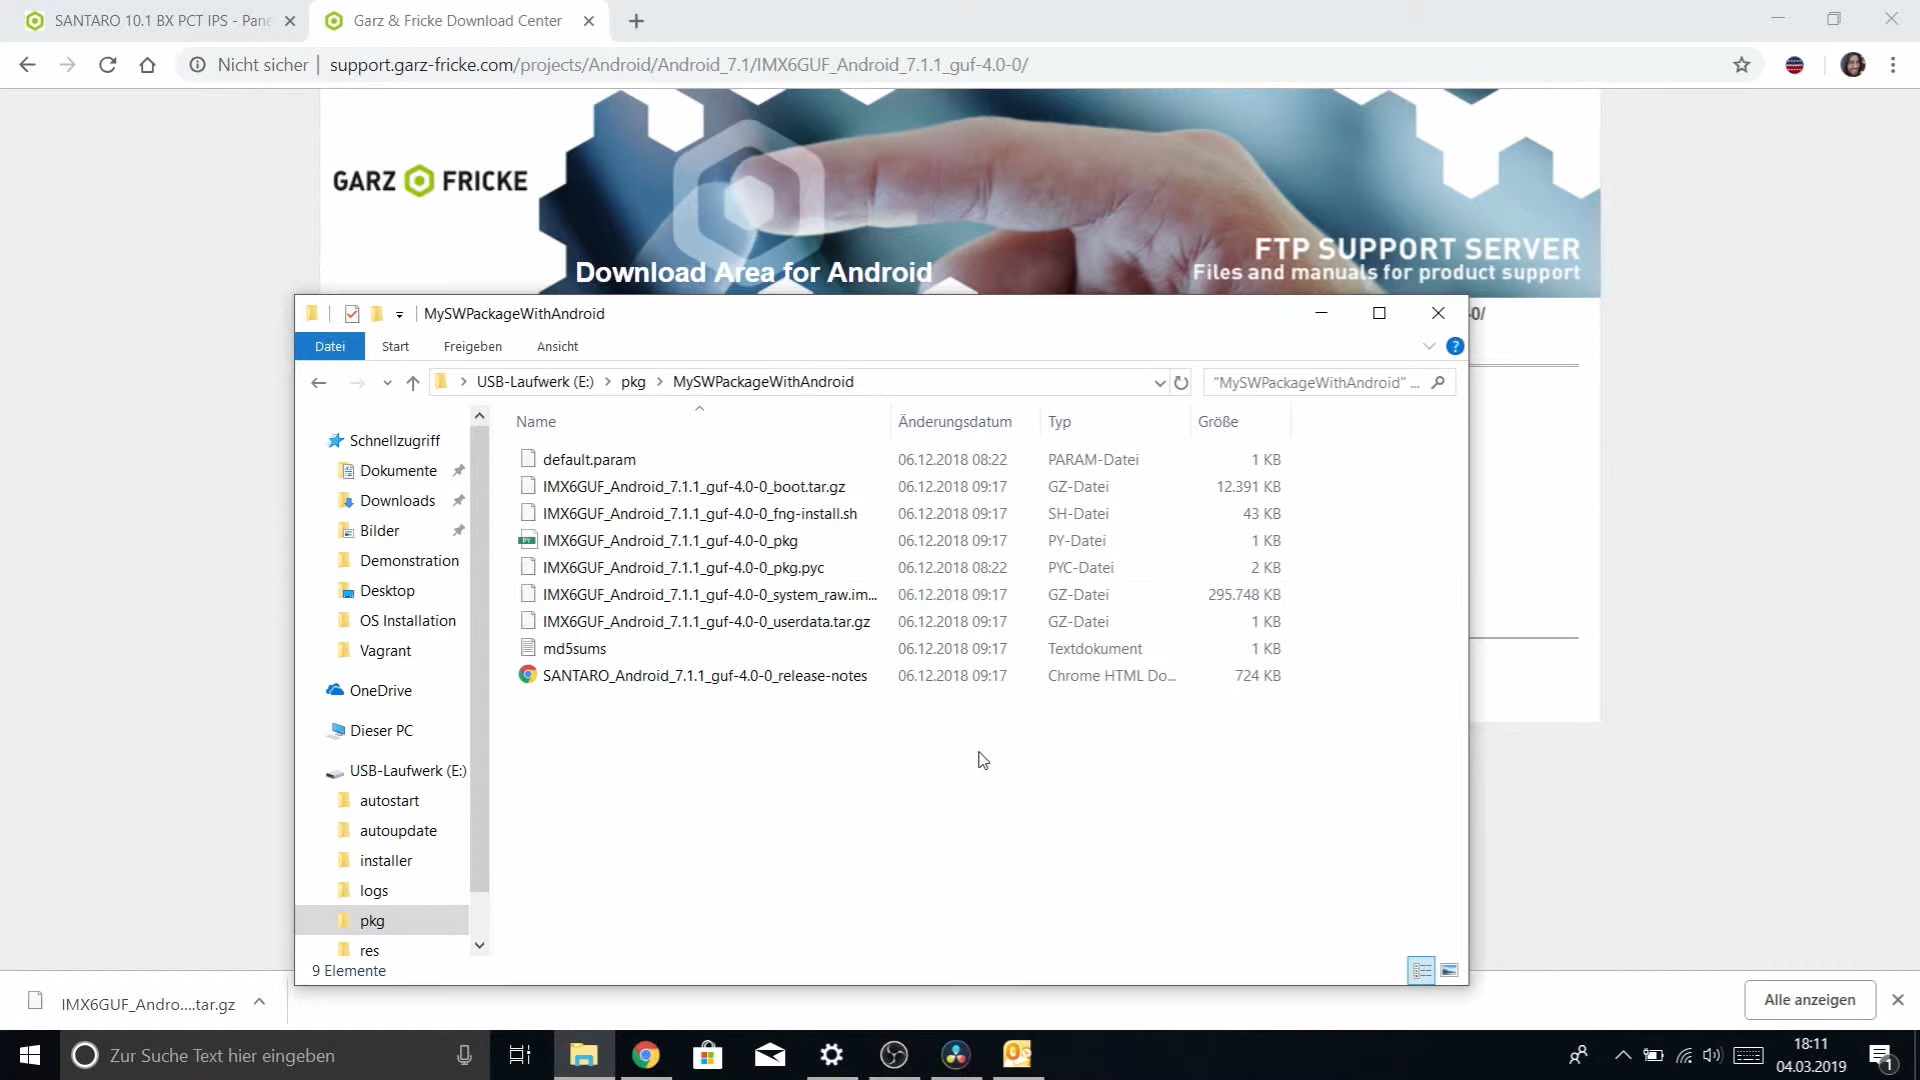 SANTARO 10.1 BX PCT IPS - Pane
Garz & Fricke Download Center
Nicht sicher
support.garz-fricke.com/projects/Android/Android_7.1/IMX6GUF_Android_7.1.1_guf-4.0-0/
GARZ FRICKE
Download Area for Android
FTP SUPPORT SERVER
Files and manuals for product support
-0/
MySWPackageWithAndroid
Datei Start Freigeben Ansicht
USB-Laufwerk (E:) > pkg > MySWPackageWithAndroid
"MySWPackageWithAndroid" ...
Name Änderungsdatum Typ Größe
default.param 06.12.2018 08:22 PARAM-Datei 1 KB
IMX6GUF_Android_7.1.1_guf-4.0-0_boot.tar.gz 06.12.2018 09:17 GZ-Datei 12.391 KB
IMX6GUF_Android_7.1.1_guf-4.0-0_fng-install.sh 06.12.2018 09:17 SH-Datei 43 KB
PY IMX6GUF_Android_7.1.1_guf-4.0-0_pkg 06.12.2018 09:17 PY-Datei 1 KB
IMX6GUF_Android_7.1.1_guf-4.0-0_pkg.pyc 06.12.2018 08:22 PYC-Datei 2 KB
IMX6GUF_Android_7.1.1_guf-4.0-0_system_raw.im... 06.12.2018 09:17 GZ-Datei 295.748 KB
IMX6GUF_Android_7.1.1_guf-4.0-0_userdata.tar.gz 06.12.2018 09:17 GZ-Datei 1 KB
md5sums 06.12.2018 09:17 Textdokument 1 KB
SANTARO_Android_7.1.1_guf-4.0-0_release-notes 06.12.2018 09:17 Chrome HTML Do... 724 KB
Schnellzugriff
Dokumente
Downloads
Bilder
Demonstration
Desktop
OS Installation
Vagrant
OneDrive
Dieser PC
USB-Laufwerk (E:)
autostart
autoupdate
installer
logs
pkg
res
9 Elemente
IMX6GUF_Andro....tar.gz
Alle anzeigen
Zur Suche Text hier eingeben
18:11
04.03.2019
1